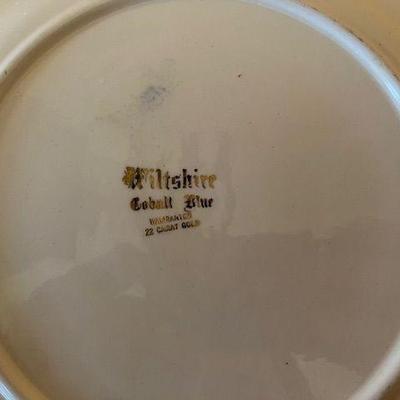 Wiltshire
Cobalt Blue
WARRANTED
22 CARAT GOLD